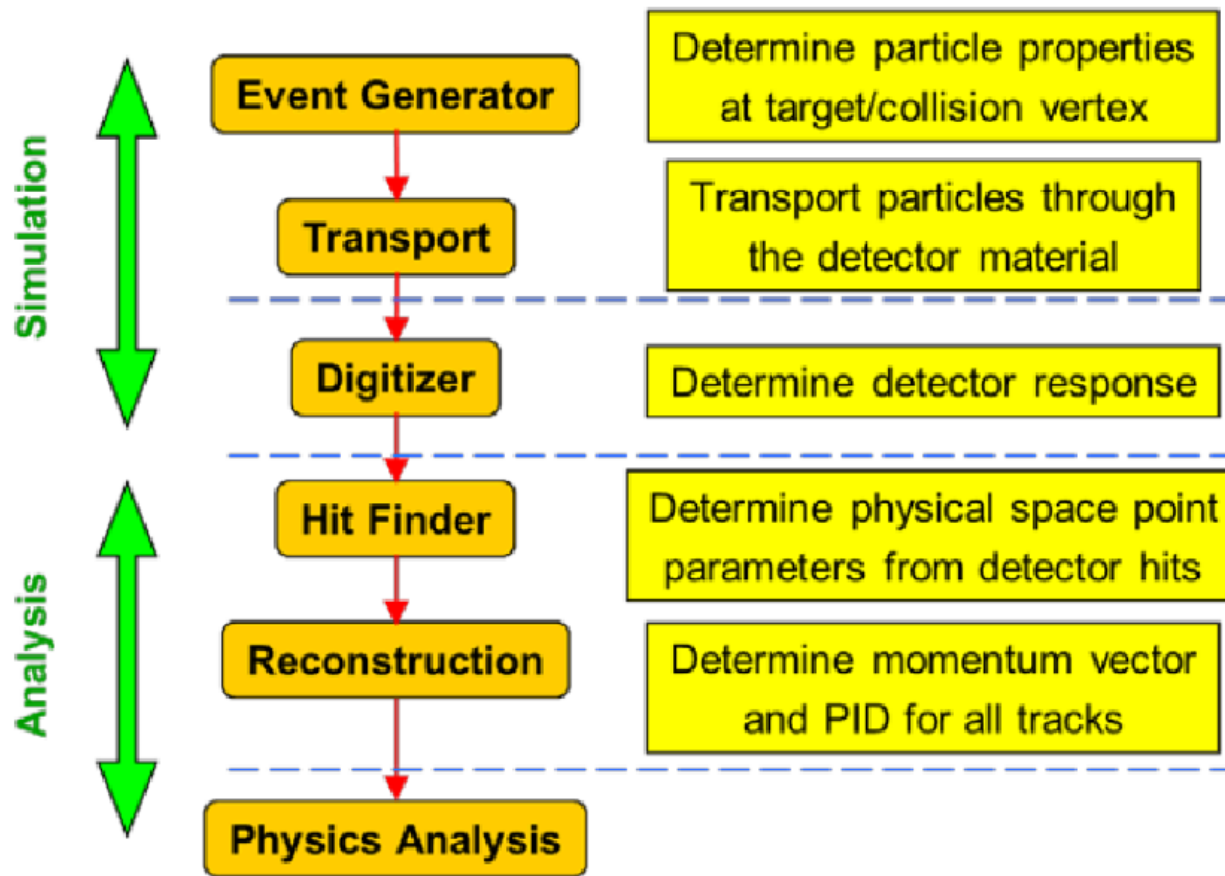 Simulation
Event Generator
Determine particle properties
at target/collision vertex
Transport
Transport particles through
the detector material
Digitizer
Determine detector response
Analysis
Hit Finder
Determine physical space point
parameters from detector hits
Reconstruction
Determine momentum vector
and PID for all tracks
Physics Analysis